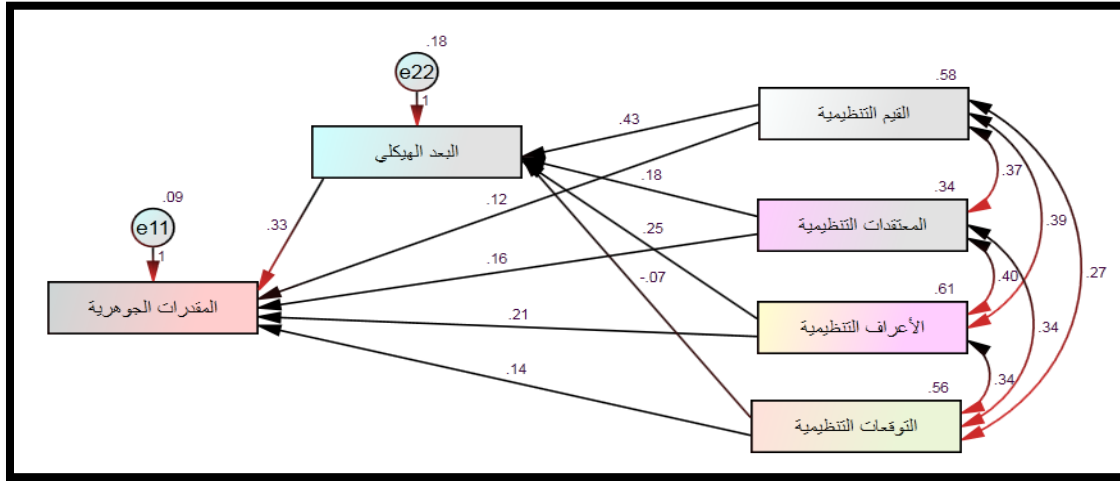 .18
e22
1
البعد الهيكلي
.58
القيم التنظيمية
.43
.18
.37
.34
المعتقدات التنظيمية
.12
.09
e11
1
.33
.25
.39
.16
-.07
.40
.27
.61
المقدرات الجوهرية
الأعراف التنظيمية
.21
.34
.34
.14
.56
التوقعات التنظيمية